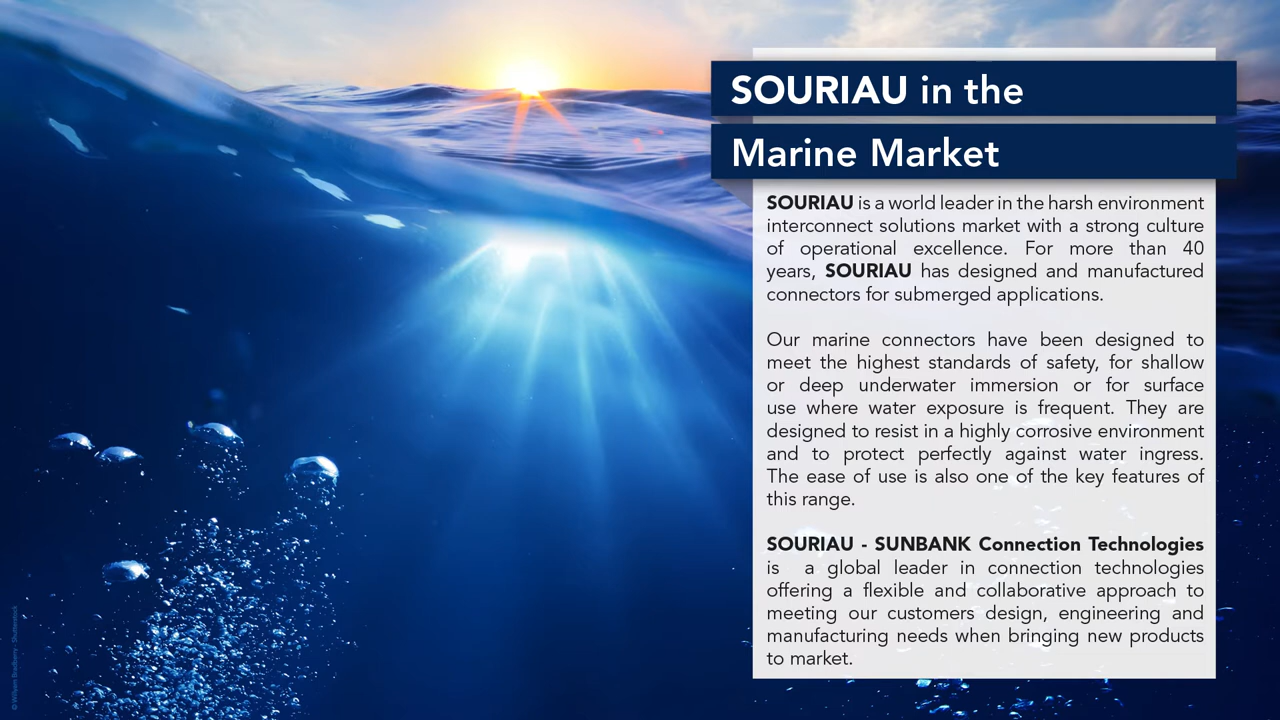 SOURIAU in the
Marine Market
SOURIAU is a world leader in the harsh environment
interconnect solutions market with a strong culture
of operational excellence. For more than 40
years, SOURIAU has designed and manufactured
connectors for submerged applications.
Our marine connectors have been designed to
meet the highest standards of safety, for shallow
or deep underwater immersion or for surface
use where water exposure is frequent. They are
designed to resist in a highly corrosive environment
and to protect perfectly against water ingress.
The ease of use is also one of the key features of
this range.
SOURIAU - SUNBANK Connection Technologies
is a global leader in connection technologies
offering a flexible and collaborative approach to
meeting our customers design, engineering and
manufacturing needs when bringing new products
to market.
© Willyam Bradberry - Shutterstock